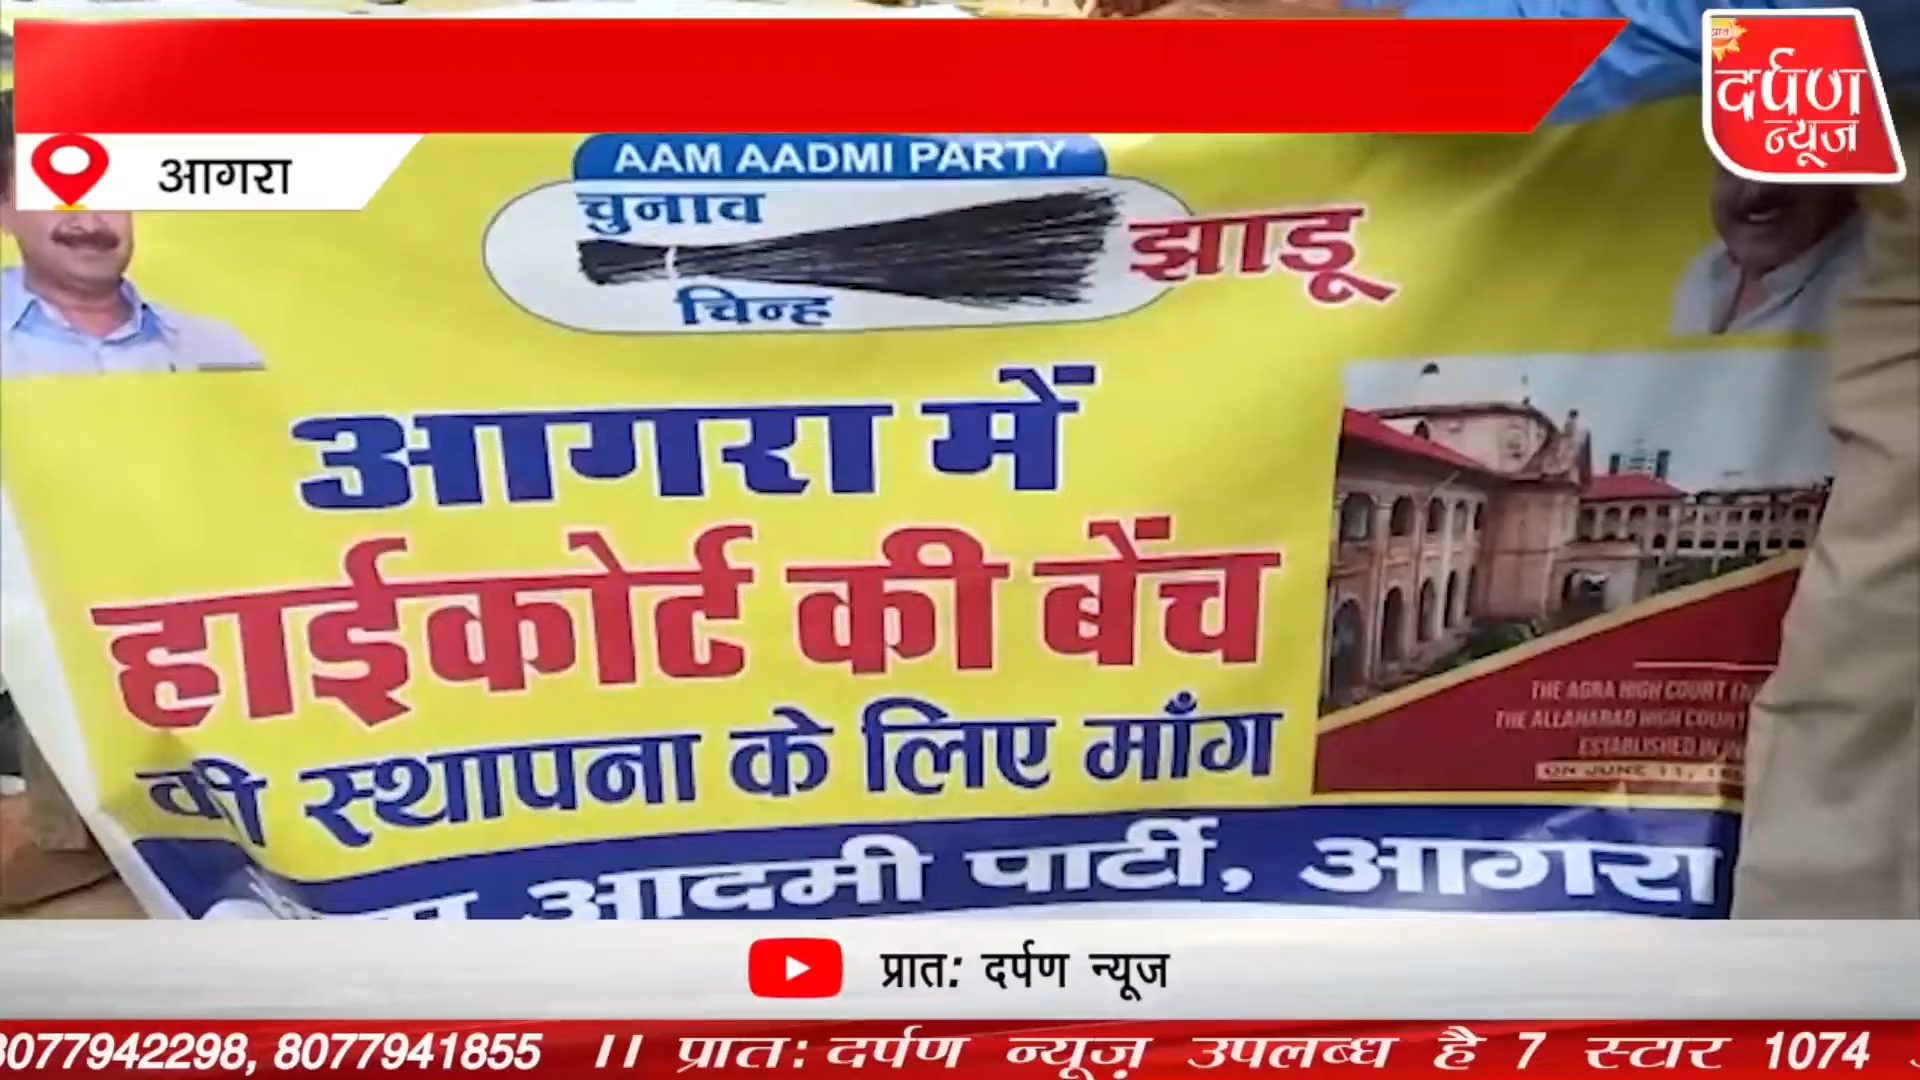 प्रातः
दर्पण
न्यूज
आगरा
AAM AADMI PARTY
चुनाव
झाडू
चिन्ह
आगरा में
हाईकोर्ट की बेंच
की स्थापना के लिए माँग
THE AGRA HIGH COURT
THE ALLAHABAD HIGH COURT
ESTABLISHED IN
ON JUNE 11,
आदमी पार्टी, आगरा
प्रात: दर्पण न्यूज
8077942298, 8077941855 ।। प्रात: दर्पण न्यूज़ उपलब्ध है 7 स्टार 1074